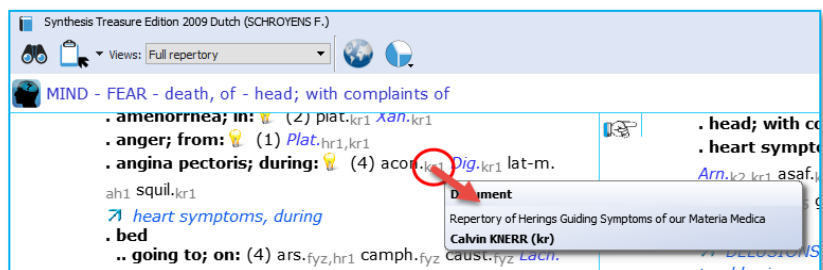 Synthesis Treasure Edition 2009 Dutch (SCHROYENS F.)
Views: Full repertory
MIND - FEAR - death, of - head; with complaints of
. amenorrhea; in: (2) plat.kr1 Xan.kr1
. anger; from: (1) Plat.hr1,kr1
. angina pectoris; during: (4) acon.kr1 Dig.kr1 lat-m.
ah1 squil.kr1
heart symptoms, during
. bed
.. going to; on: (4) ars.fyz,hr1 camph.fyz caust.fyz Lach.
. head; with co
. heart sympto
Arn.k2,kr1 asaf.k
Document
Repertory of Herings Guiding Symptoms of our Materia Medica
Calvin KNERR (kr)
DELUSIONS